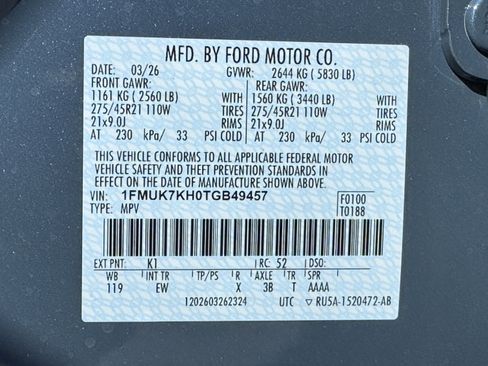 MFD. BY FORD MOTOR CO.
DATE: 03/26 GVWR: 2644 KG ( 5830 LB)
FRONT GAWR: REAR GAWR:
1161 KG ( 2560 LB) WITH 1560 KG ( 3440 LB) WITH
275/45R21 110W TIRES 275/45R21 110W TIRES
21x9.0J RIMS 21x9.0J RIMS
AT 230 kPa/ 33 PSI COLD AT 230 kPa/ 33 PSI COLD
THIS VEHICLE CONFORMS TO ALL APPLICABLE FEDERAL MOTOR
VEHICLE SAFETY AND BUMPER STANDARDS IN
EFFECT ON THE DATE OF MANUFACTURE SHOWN ABOVE.
VIN: 1FMUK7KH0TGB49457 F0100
TYPE: MPV T0188
EXT PNT: K1 RC: 52 DSO:
WB INT TR TP/PS R AXLE TR SPR
119 EW X 3B T AAAA
1202603262324 UTC ▽ RU5A-1520472-AB